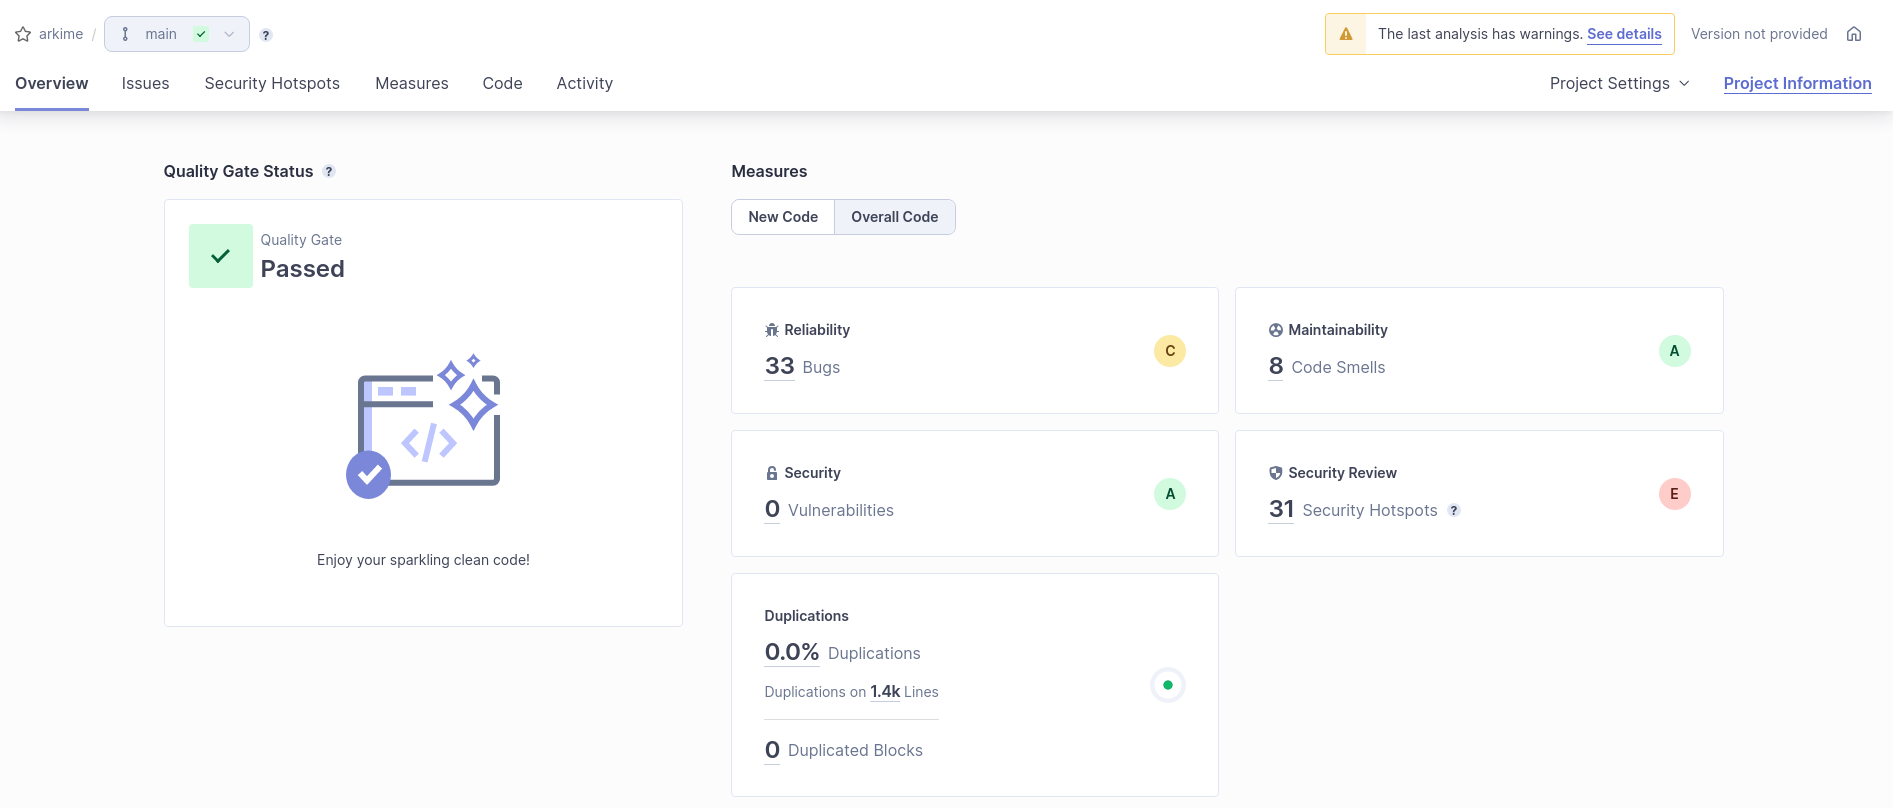 arkime / main ?
The last analysis has warnings. See details Version not provided
Overview Issues Security Hotspots Measures Code Activity Project Settings Project Information
Quality Gate Status ?
Quality Gate
Passed
Enjoy your sparkling clean code!
Measures
New Code Overall Code
Reliability
33 Bugs
C
Maintainability
8 Code Smells
A
Security
0 Vulnerabilities
A
Security Review
31 Security Hotspots ?
E
Duplications
0.0% Duplications
Duplications on 1.4k Lines
0 Duplicated Blocks